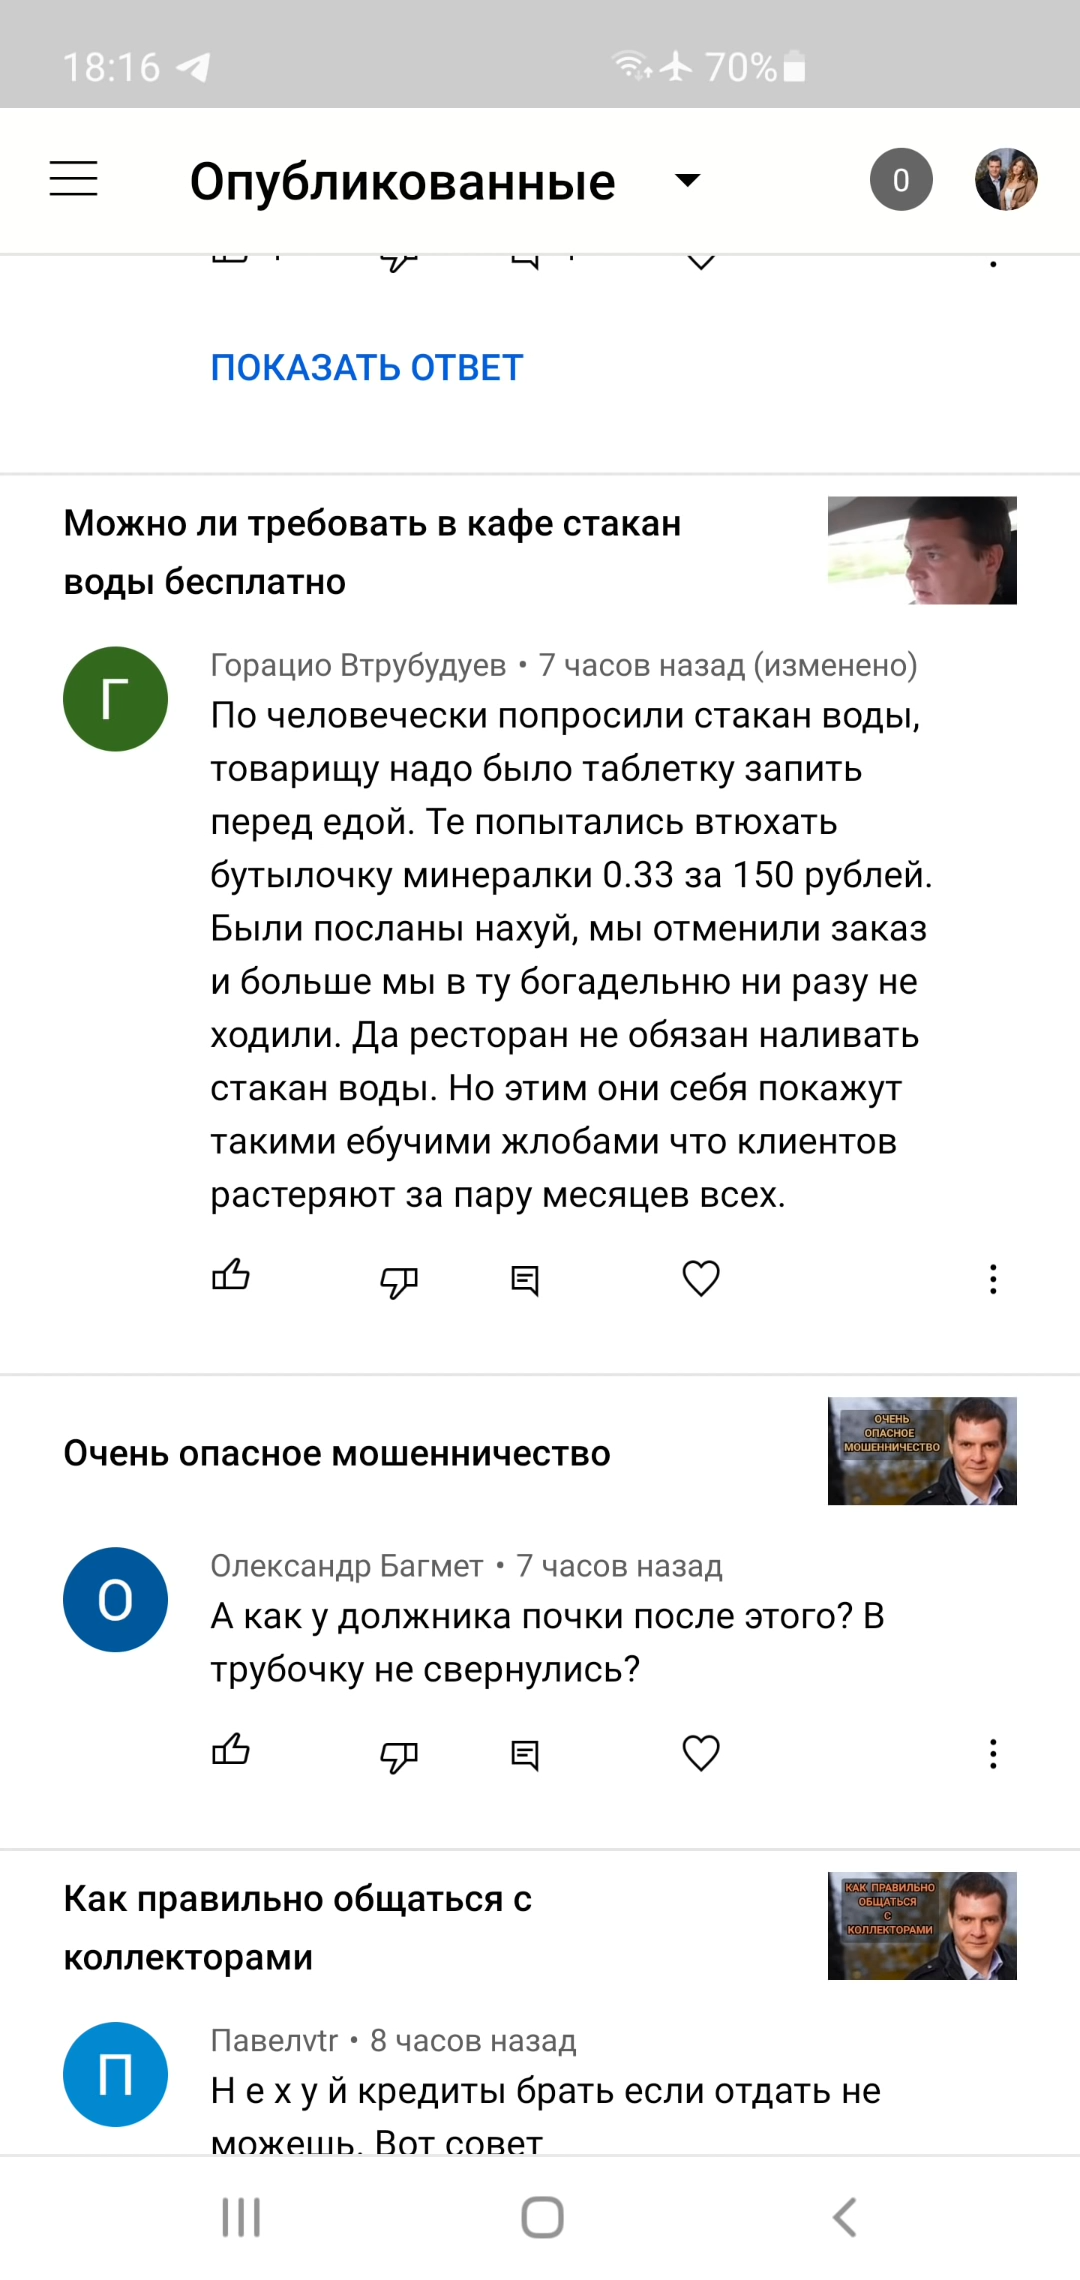 18:16
70%
Опубликованные
0
ПОКАЗАТЬ ОТВЕТ
Можно ли требовать в кафе стакан
воды бесплатно
Г
Горацио Втрубудуев • 7 часов назад (изменено)
По человечески попросили стакан воды,
товарищу надо было таблетку запить
перед едой. Те попытались втюхать
бутылочку минералки 0.33 за 150 рублей.
Были посланы нахуй, мы отменили заказ
и больше мы в ту богадельню ни разу не
ходили. Да ресторан не обязан наливать
стакан воды. Но этим они себя покажут
такими ебучими жлобами что клиентов
растеряют за пару месяцев всех.
Очень опасное мошенничество
ОЧЕНЬ
ОПАСНОЕ
МОШЕННИЧЕСТВО
О
Олександр Багмет • 7 часов назад
А как у должника почки после этого? В
трубочку не свернулись?
Как правильно общаться с
коллекторами
КАК ПРАВИЛЬНО
ОБЩАТЬСЯ
С
КОЛЛЕКТОРАМИ
П
Павелvtr • 8 часов назад
Н е х у й кредиты брать если отдать не
можешь. Вот совет